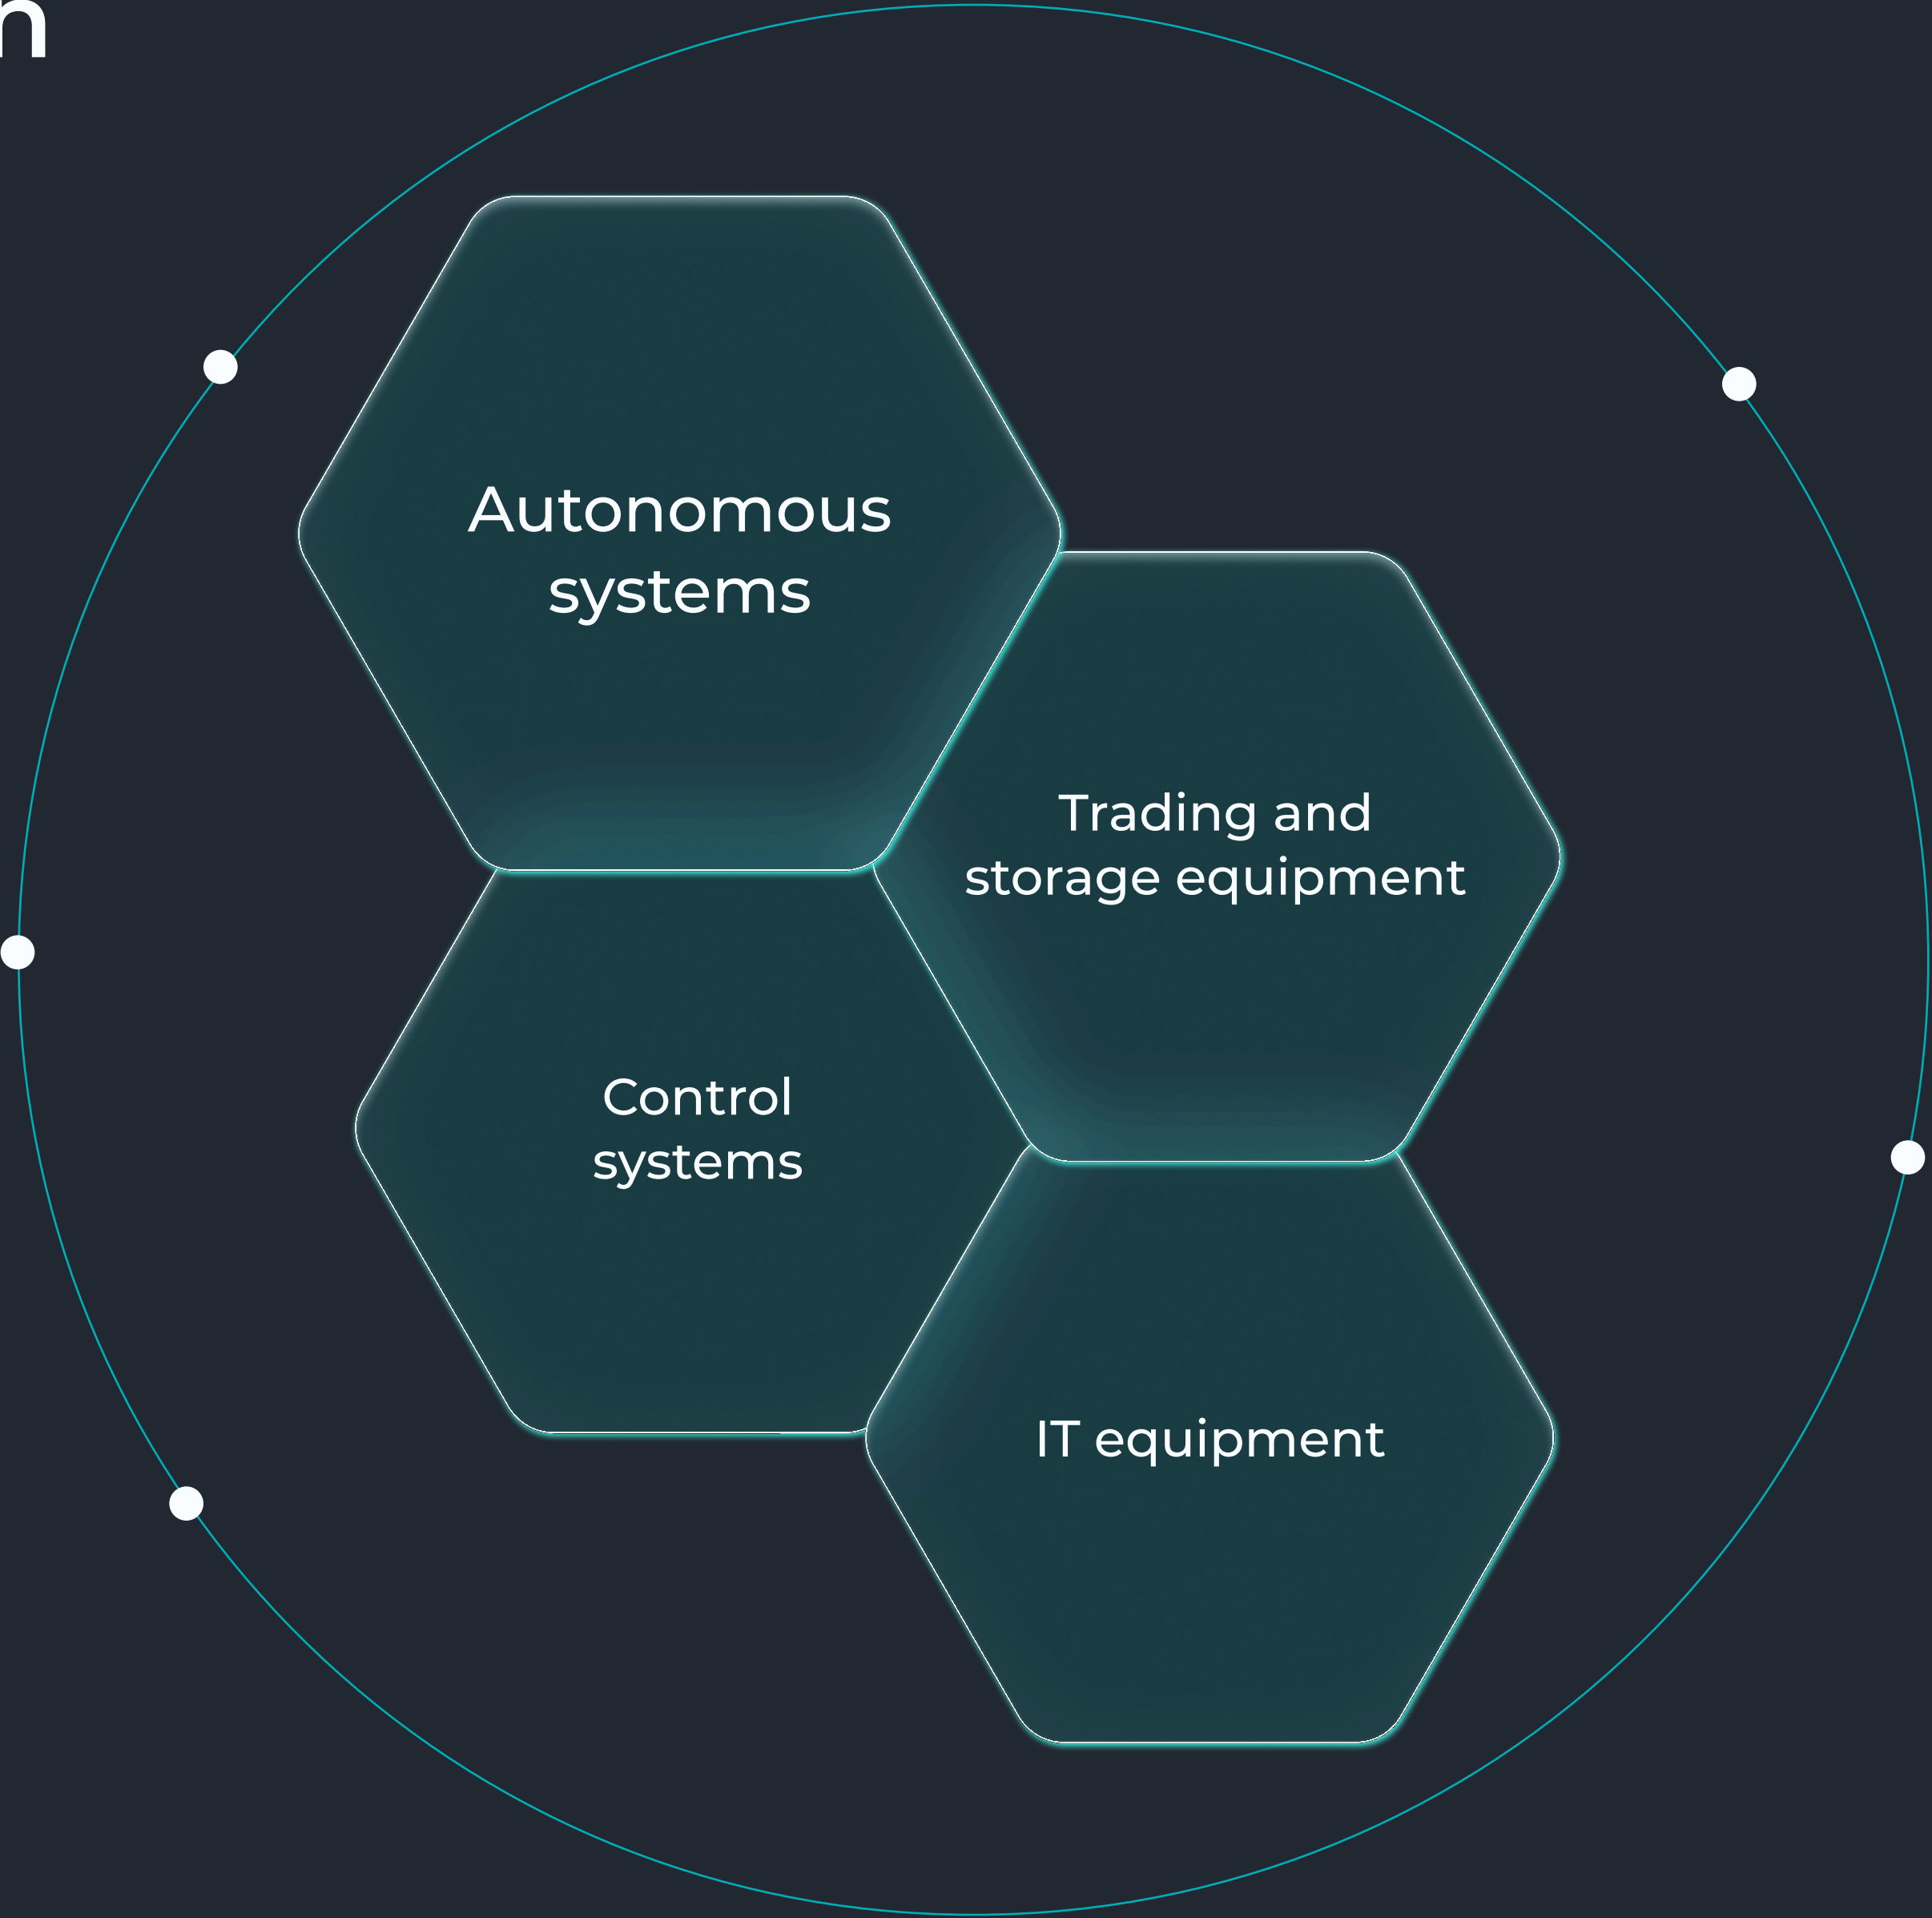 n
Autonomous
systems
Trading and
storage equipment
Control
systems
IT equipment